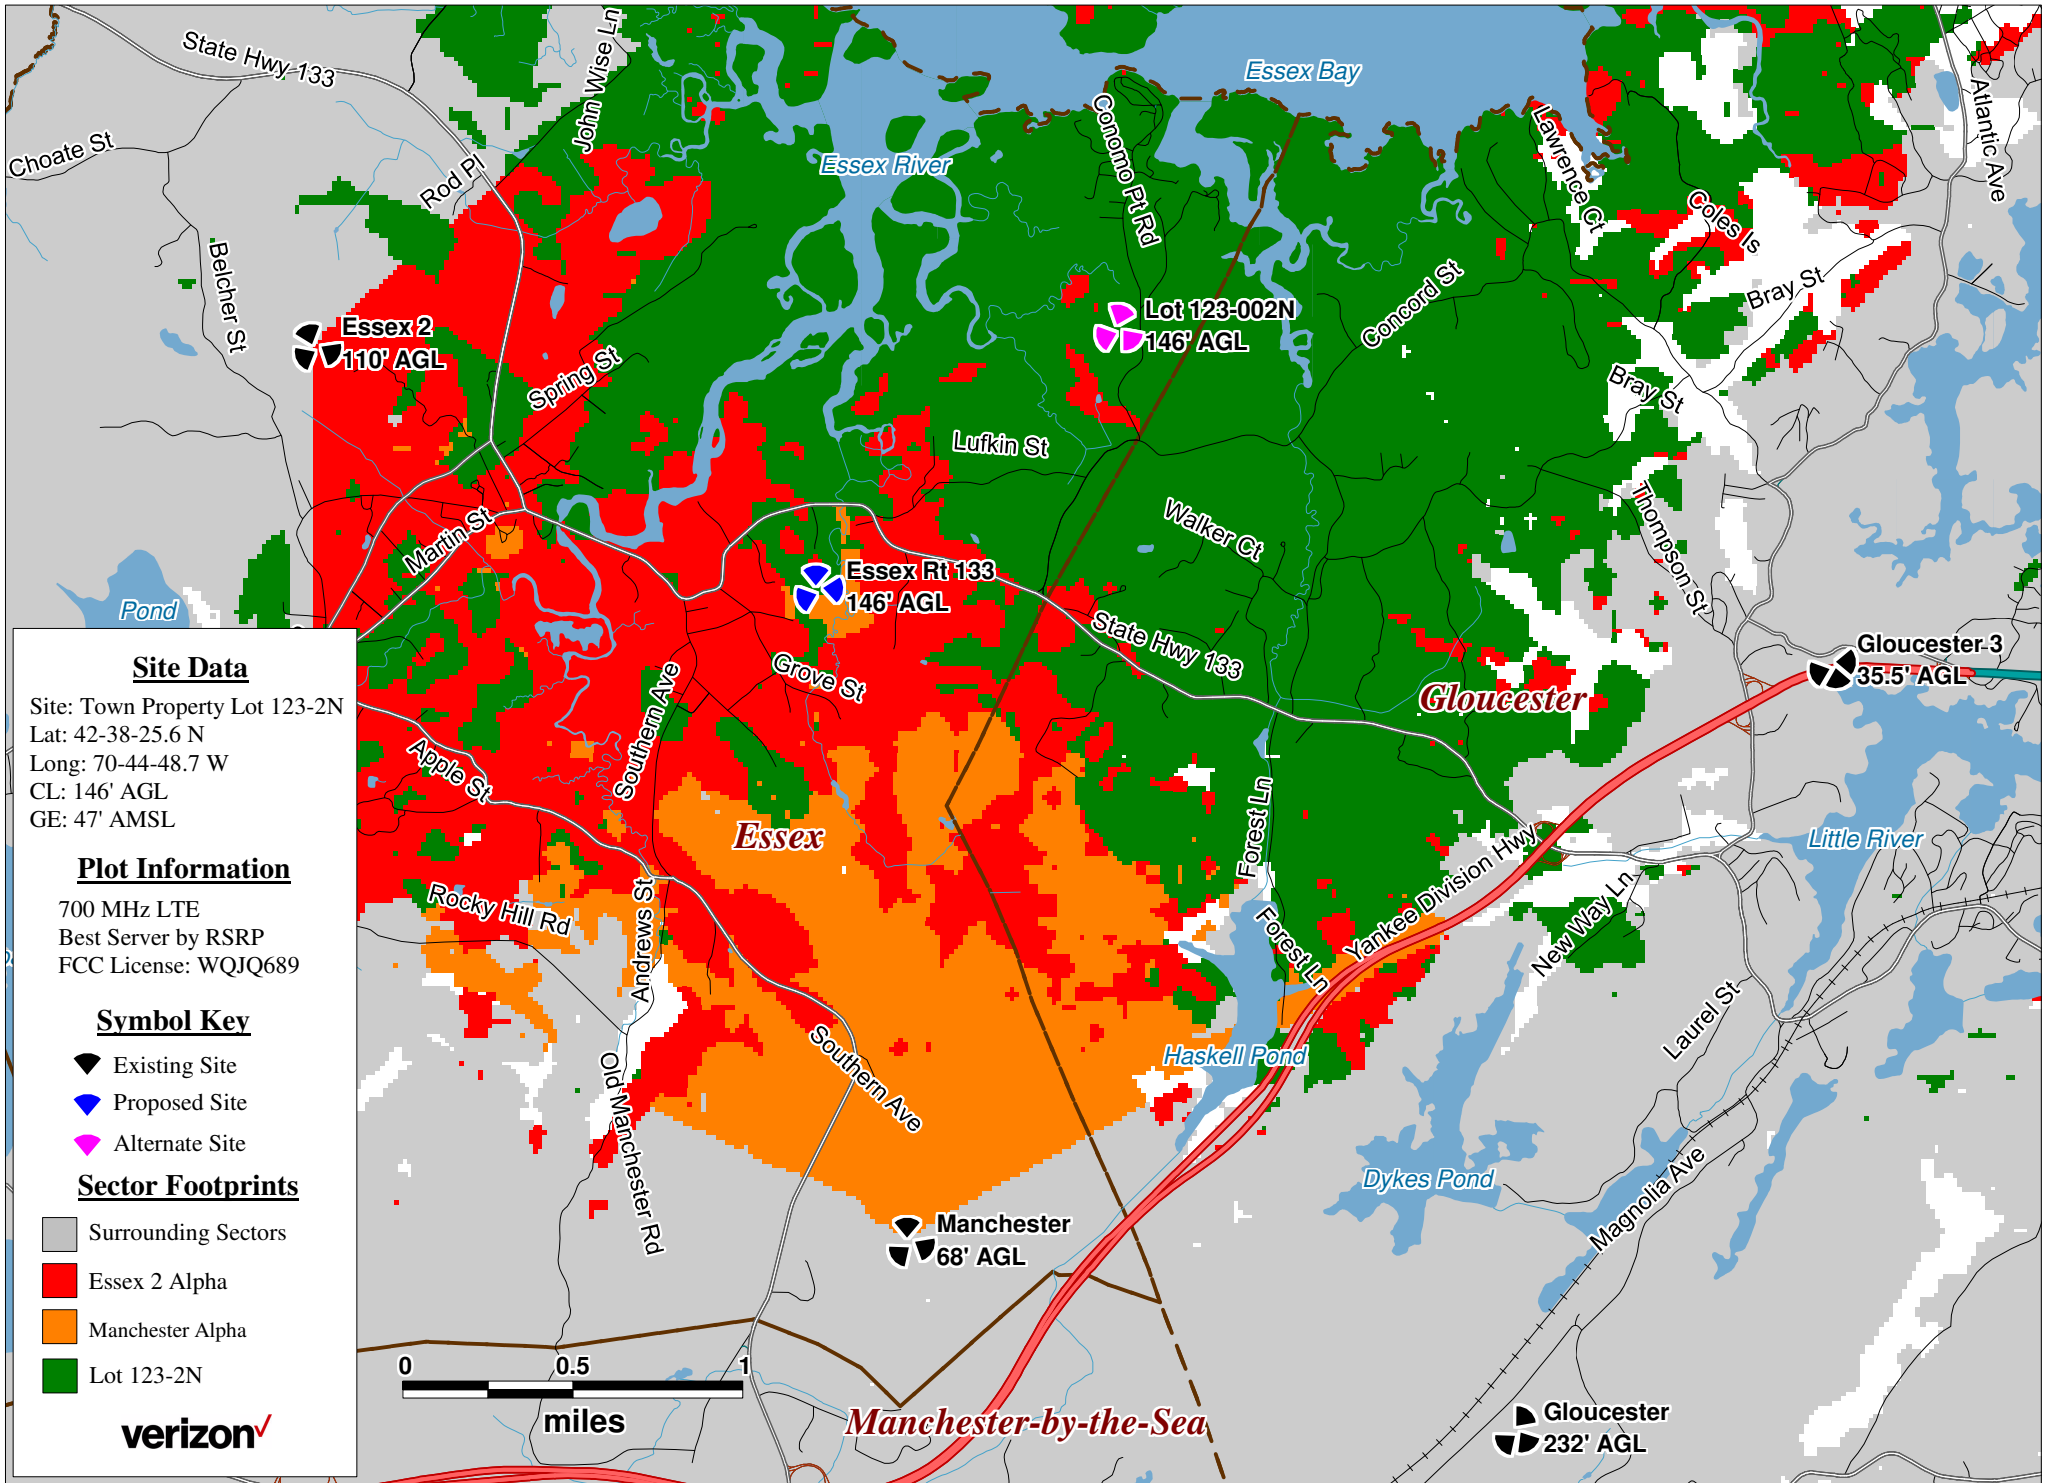 State Hwy 133
John Wise Ln
Essex Bay
Conomo Pt Rd
Lawrence Ct
Atlantic Ave
Choate St
Rod Pl
Essex River
Coles Is
Belcher St
Bray St
Concord St
Essex 2
110' AGL
Lot 123-002N
146' AGL
Spring St
Bray St
Lufkin St
Martin St
Walker Ct
Thompson St
Essex Rt 133
146' AGL
Pond
State Hwy 133
Grove St
Gloucester 3
35.5' AGL
Gloucester
Southern Ave
Apple St
Essex
Forest Ln
Little River
Yankee Division Hwy
Rocky Hill Rd
Andrews St
Forest Ln
New Way Ln
Laurel St
Southern Ave
Haskell Pond
Old Manchester Rd
Dykes Pond
Magnolia Ave
Manchester
68' AGL
Manchester-by-the-Sea
Gloucester
232' AGL
0 0.5 1
miles
Site Data
Site: Town Property Lot 123-2N
Lat: 42-38-25.6 N
Long: 70-44-48.7 W
CL: 146' AGL
GE: 47' AMSL
Plot Information
700 MHz LTE
Best Server by RSRP
FCC License: WQJQ689
Symbol Key
Existing Site
Proposed Site
Alternate Site
Sector Footprints
Surrounding Sectors
Essex 2 Alpha
Manchester Alpha
Lot 123-2N
verizon